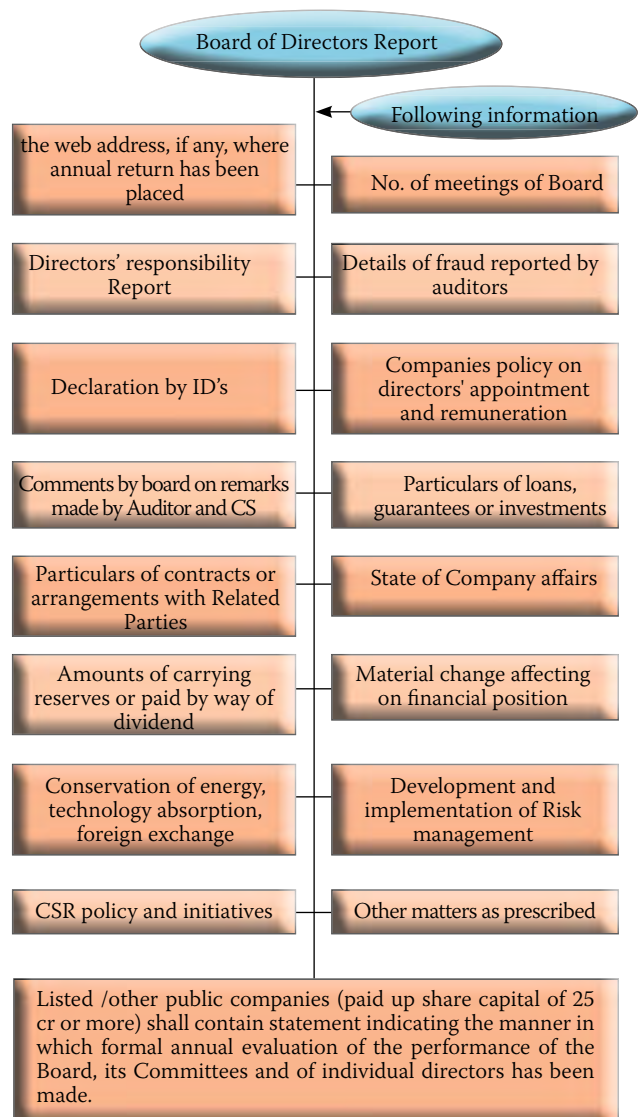 Board of Directors Report
Following information
the web address, if any, where
annual return has been
placed
No. of meetings of Board
Directors' responsibility
Report
Details of fraud reported by
auditors
Declaration by ID's
Companies policy on
directors' appointment
and remuneration
Comments by board on remarks
made by Auditor and CS
Particulars of loans,
guarantees or investments
Particulars of contracts or
arrangements with Related
Parties
State of Company affairs
Amounts of carrying
reserves or paid by way of
dividend
Material change affecting
on financial position
Conservation of energy,
technology absorption,
foreign exchange
Development and
implementation of Risk
management
CSR policy and initiatives
Other matters as prescribed
Listed /other public companies (paid up share capital of 25
cr or more) shall contain statement indicating the manner in
which formal annual evaluation of the performance of the
Board, its Committees and of individual directors has been
made.